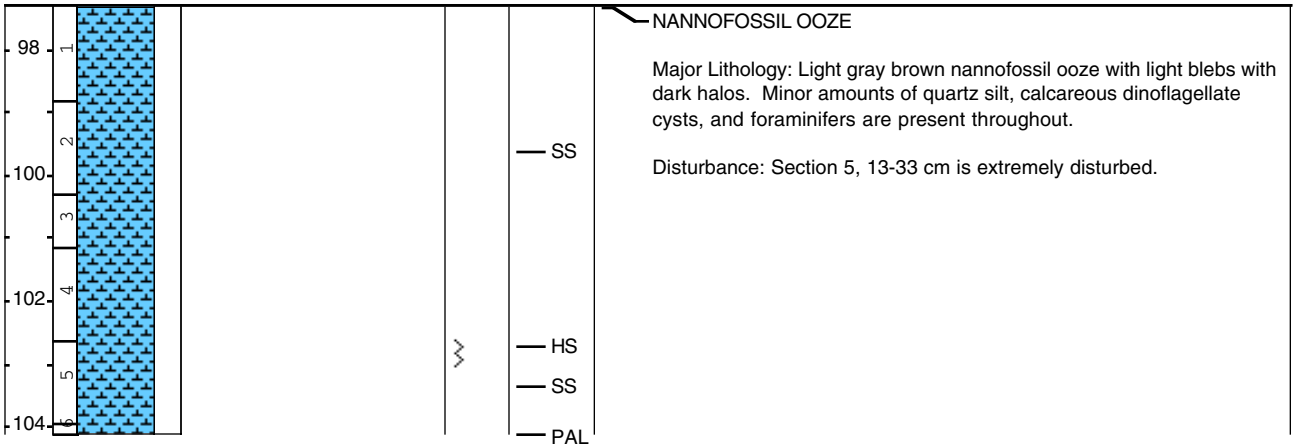 NANNOFOSSIL OOZE
Major Lithology: Light gray brown nannofossil ooze with light blebs with
dark halos. Minor amounts of quartz silt, calcareous dinoflagellate
cysts, and foraminifers are present throughout.
Disturbance: Section 5, 13-33 cm is extremely disturbed.
98
100
102
104
1
2
3
4
5
6
SS
HS
SS
PAL